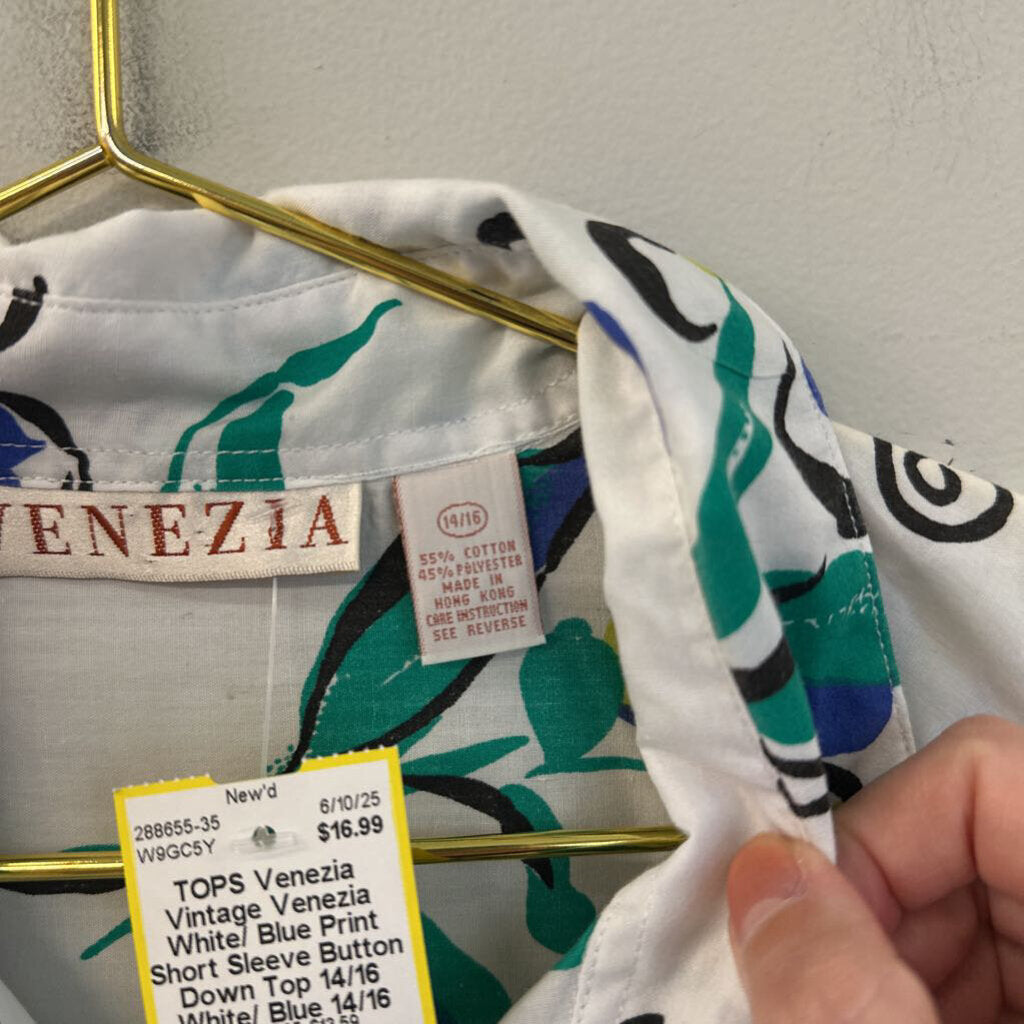 VENEZIA
14/16
55% COTTON
45% POLYESTER
MADE IN
HONG KONG
CARE INSTRUCTION
SEE REVERSE
New'd
288655-35 6/10/25
W9GC5Y $16.99
TOPS Venezia
Vintage Venezia
White/ Blue Print
Short Sleeve Button
Down Top 14/16
White/ Blue 14/16